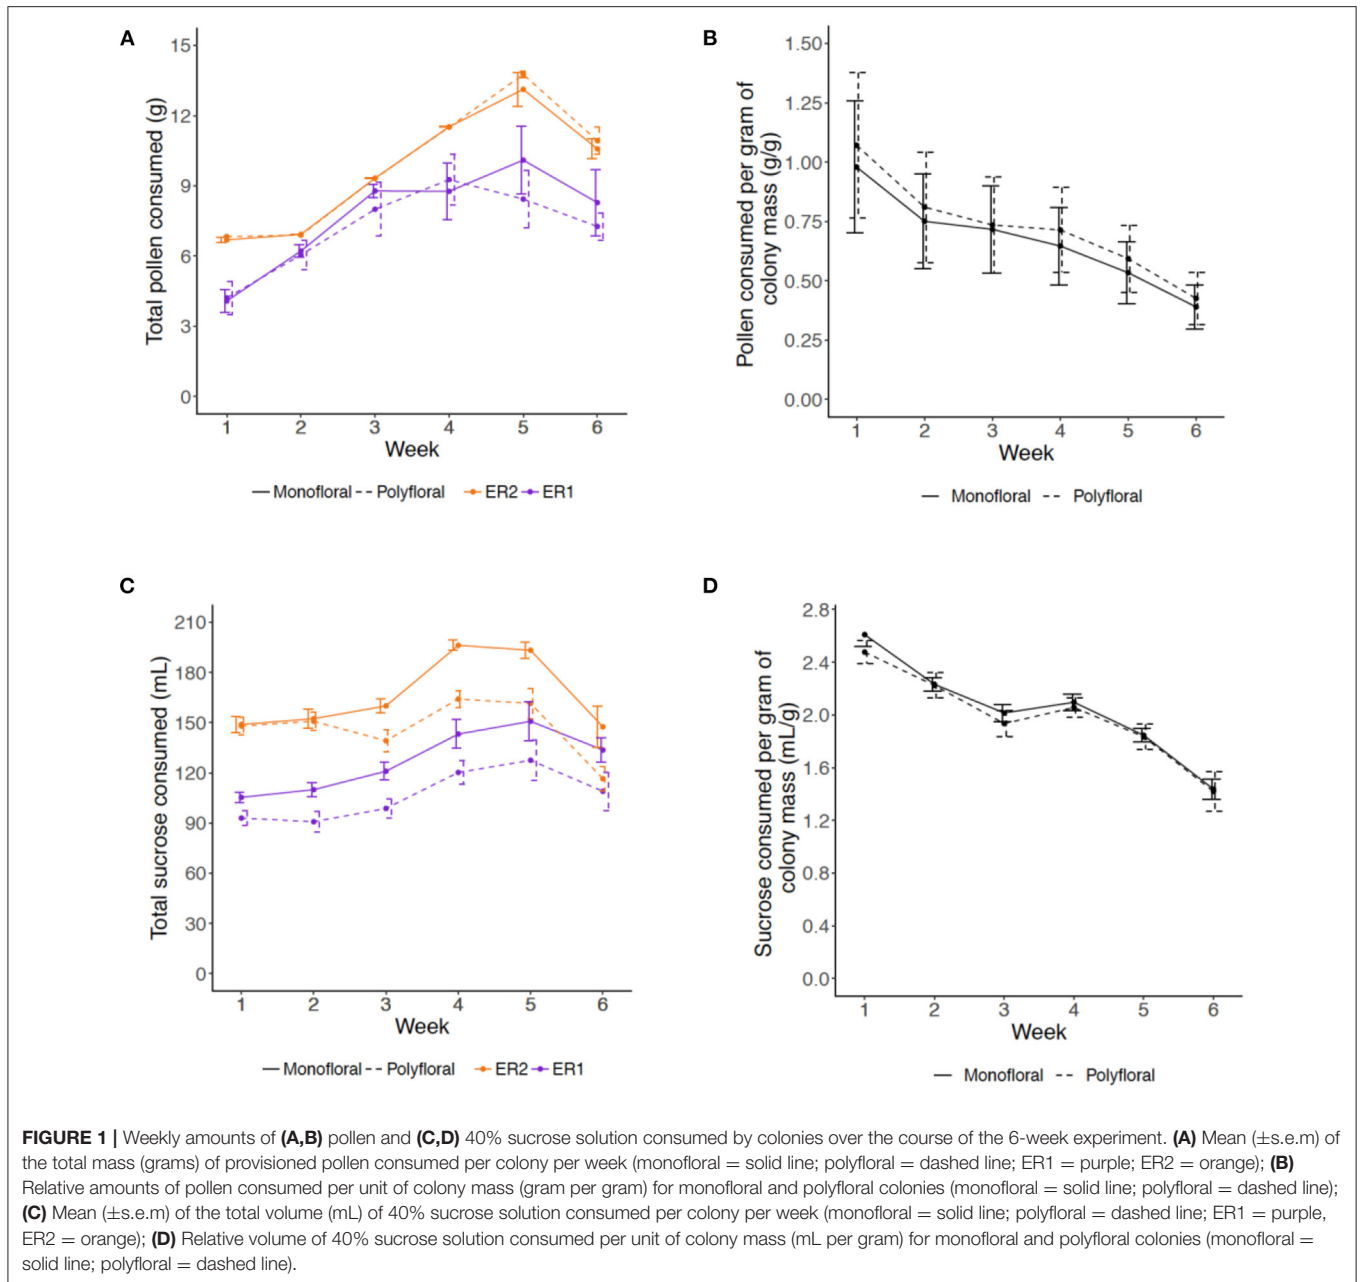 A
15
12
9
6
3
0
Total pollen consumed (g)
1 2 3 4 5 6
Week
Monofloral Polyfloral ER2 ER1
B
1.50
1.25
1.00
0.75
0.50
0.25
0.00
Pollen consumed per gram of
colony mass (g/g)
1 2 3 4 5 6
Week
Monofloral Polyfloral
C
210
180
150
120
90
60
30
0
Total sucrose consumed (mL)
1 2 3 4 5 6
Week
Monofloral Polyfloral ER2 ER1
D
2.8
2.4
2.0
1.6
1.2
0.8
0.4
0.0
Sucrose consumed per gram of
colony mass (mL/g)
1 2 3 4 5 6
Week
Monofloral Polyfloral
FIGURE 1 | Weekly amounts of (A,B) pollen and (C,D) 40% sucrose solution consumed by colonies over the course of the 6-week experiment. (A) Mean (±s.e.m) of
the total mass (grams) of provisioned pollen consumed per colony per week (monofloral = solid line; polyfloral = dashed line; ER1 = purple; ER2 = orange); (B)
Relative amounts of pollen consumed per unit of colony mass (gram per gram) for monofloral and polyfloral colonies (monofloral = solid line; polyfloral = dashed line);
(C) Mean (±s.e.m) of the total volume (mL) of 40% sucrose solution consumed per colony per week (monofloral = solid line; polyfloral = dashed line; ER1 = purple,
ER2 = orange); (D) Relative volume of 40% sucrose solution consumed per unit of colony mass (mL per gram) for monofloral and polyfloral colonies (monofloral =
solid line; polyfloral = dashed line).